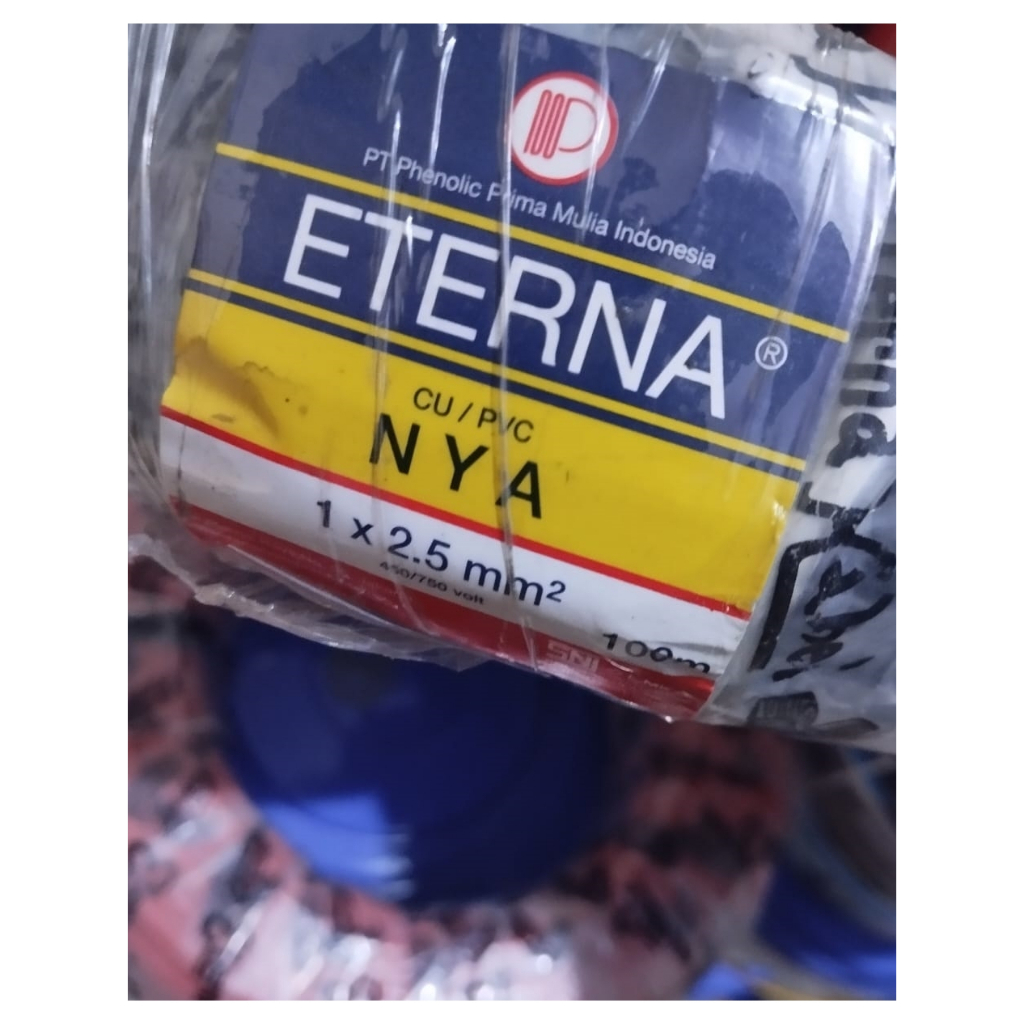 PT Phenolic Prima Mulia Indonesia
ETERNA®
CU / PVC
NYA
1 x 2.5 mm²
450/750 volt
100m
SNI